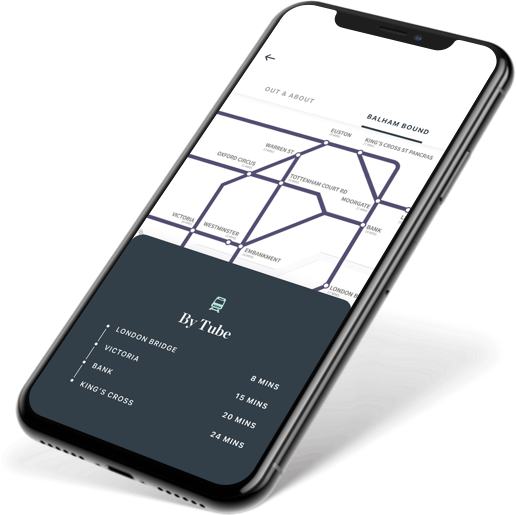 OUT & ABOUT
BALHAM BOUND
EUSTON
KING'S CROSS ST PANCRAS
WARREN ST
OXFORD CIRCUS
TOTTENHAM COURT RD
MOORGATE
BANK
VICTORIA
WESTMINSTER
EMBANKMENT
LONDON B
By Tube
LONDON BRIDGE 8 MINS
VICTORIA 15 MINS
BANK 20 MINS
KING'S CROSS 24 MINS